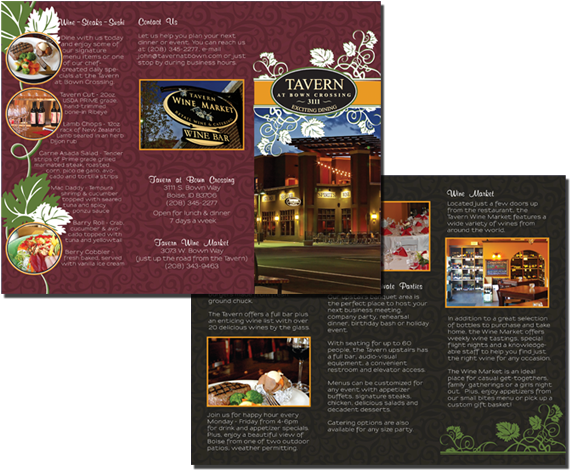 Wine - Steaks - Sushi
Dine with us today
and enjoy some of
our signature
menu items or one
of our chef
created daily spe-
cials at the Tavern
at Bown Crossing
Tavern Cut - 20oz
USDA PRIME grade
hand-trimmed
bone in Ribeye
Lamb Chops - 12oz
rack of New Zealand
Lamb sealed in an herb
Dijon rub
Carne Asada Salad - Tender
strips of Prime grade grilled
marinated steak, roasted
corn, pico de gallo, avo-
cado and tortilla strips
Mac Daddy - Tempura
shrimp & cucumber
topped with seared
tuna and spicy
ponzu sauce
Barry Roll - Crab,
cucumber & avo-
cado topped with
tuna and yellowtail
Barry Cobbler
fresh baked, served
with vanilla ice cream
Contact Us
Let us help you plan your next
dinner or event. You can reach us
at (208) 345-2277, e-mail
john@tavernatbown.com or just
stop by during business hours
TAVERN
WINE MARKET
RETAIL WINE & CATERING
WINE BAR
Tavern at Bown Crossing
3111 S. Bown Way
Boise, ID 83706
(208) 345-2277
Open for lunch & dinner
7 days a week
Tavern Wine Market
3073 W. Bown Way
(just up the road from the Tavern)
(208) 343-9463
TAVERN
AT BOWN CROSSING
3111
EXCITING DINING
ground chuck.
The Tavern offers a full bar plus
an enticing wine list, with over
20 delicious wines by the glass
Join us for happy hour every
Monday - Friday from 4-6pm
for drink and appetizer specials.
Plus, enjoy a beautiful view of
Boise from one of two outdoor
patios, weather permitting
Private Parties
Our upstairs banquet area is
the perfect place to host your
next business meeting,
company party, rehearsal
dinner, birthday bash or holiday
event.
With seating for up to 60
people, the Tavern upstairs has
a full bar, audio-visual
equipment, a convenient
restroom and elevator access.
Menus can be customized for
any event with appetizer
buffets, signature steaks,
chicken, delicious salads and
decadent desserts.
Catering options are also
available for any size party
Wine Market
Located just a few doors up
from the restaurant, the
Tavern Wine Market features a
wide variety of wines from
around the world.
In addition to a great selection
of bottles to purchase and take
home, the Wine Market offers
weekly wine tastings, special
flight nights and a knowledge-
able staff to help you find just
the right wine for any occasion
The Wine Market is an ideal
place for casual get-togethers,
family gatherings or a girls night
out. Plus, enjoy appetizers from
our small bites menu or pick up a
custom gift basket!